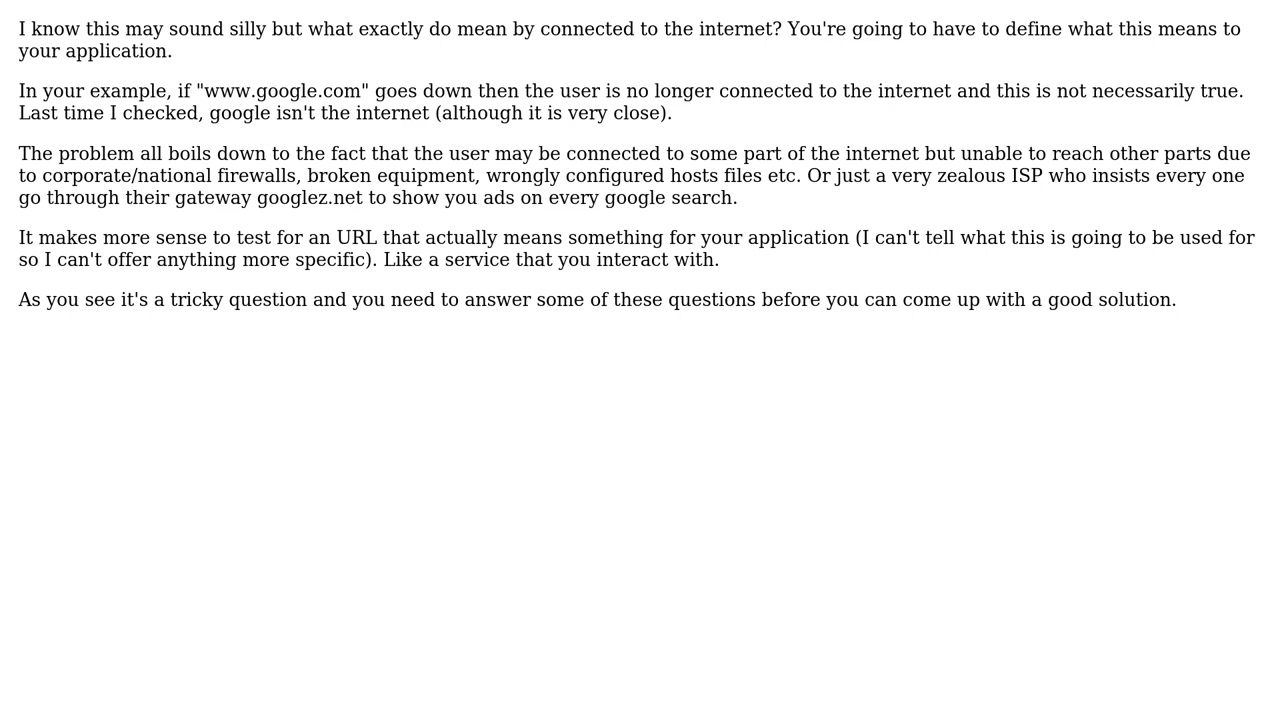 I know this may sound silly but what exactly do mean by connected to the internet? You're going to have to define what this means to
your application.
In your example, if "www.google.com" goes down then the user is no longer connected to the internet and this is not necessarily true.
Last time I checked, google isn't the internet (although it is very close).
The problem all boils down to the fact that the user may be connected to some part of the internet but unable to reach other parts due
to corporate/national firewalls, broken equipment, wrongly configured hosts files etc. Or just a very zealous ISP who insists every one
go through their gateway googlez.net to show you ads on every google search.
It makes more sense to test for an URL that actually means something for your application (I can't tell what this is going to be used for
so I can't offer anything more specific). Like a service that you interact with.
As you see it's a tricky question and you need to answer some of these questions before you can come up with a good solution.